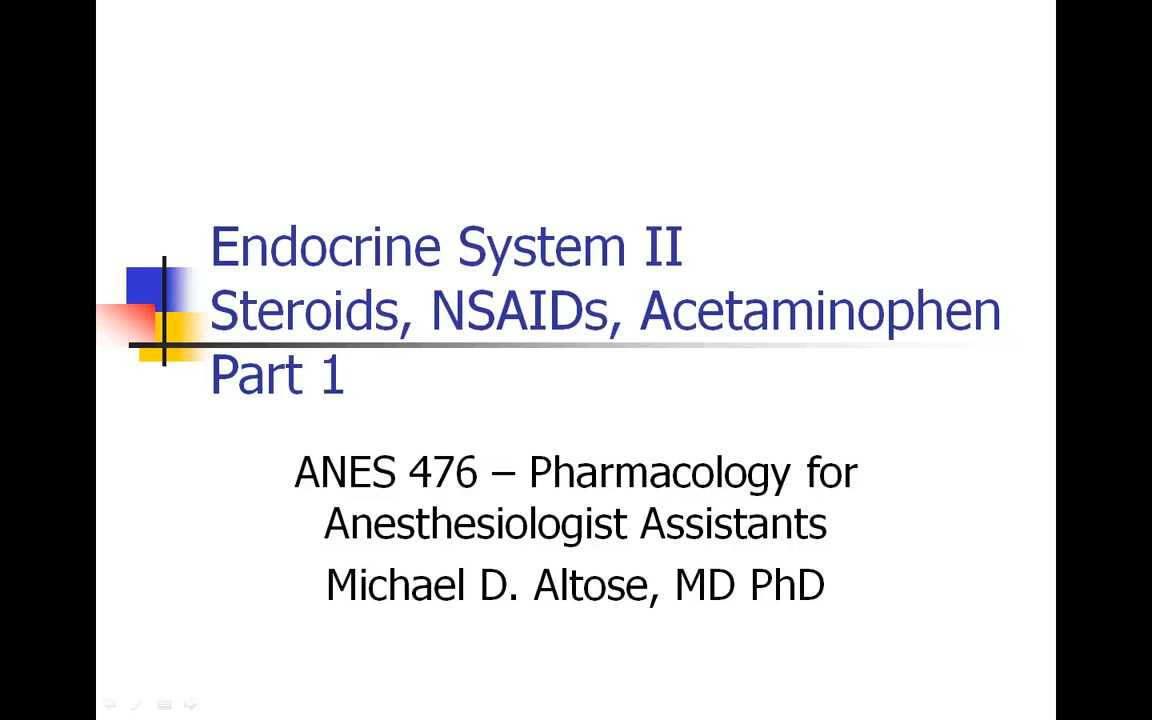 Endocrine System II
Steroids, NSAIDs, Acetaminophen
Part 1
ANES 476 – Pharmacology for
Anesthesiologist Assistants
Michael D. Altose, MD PhD